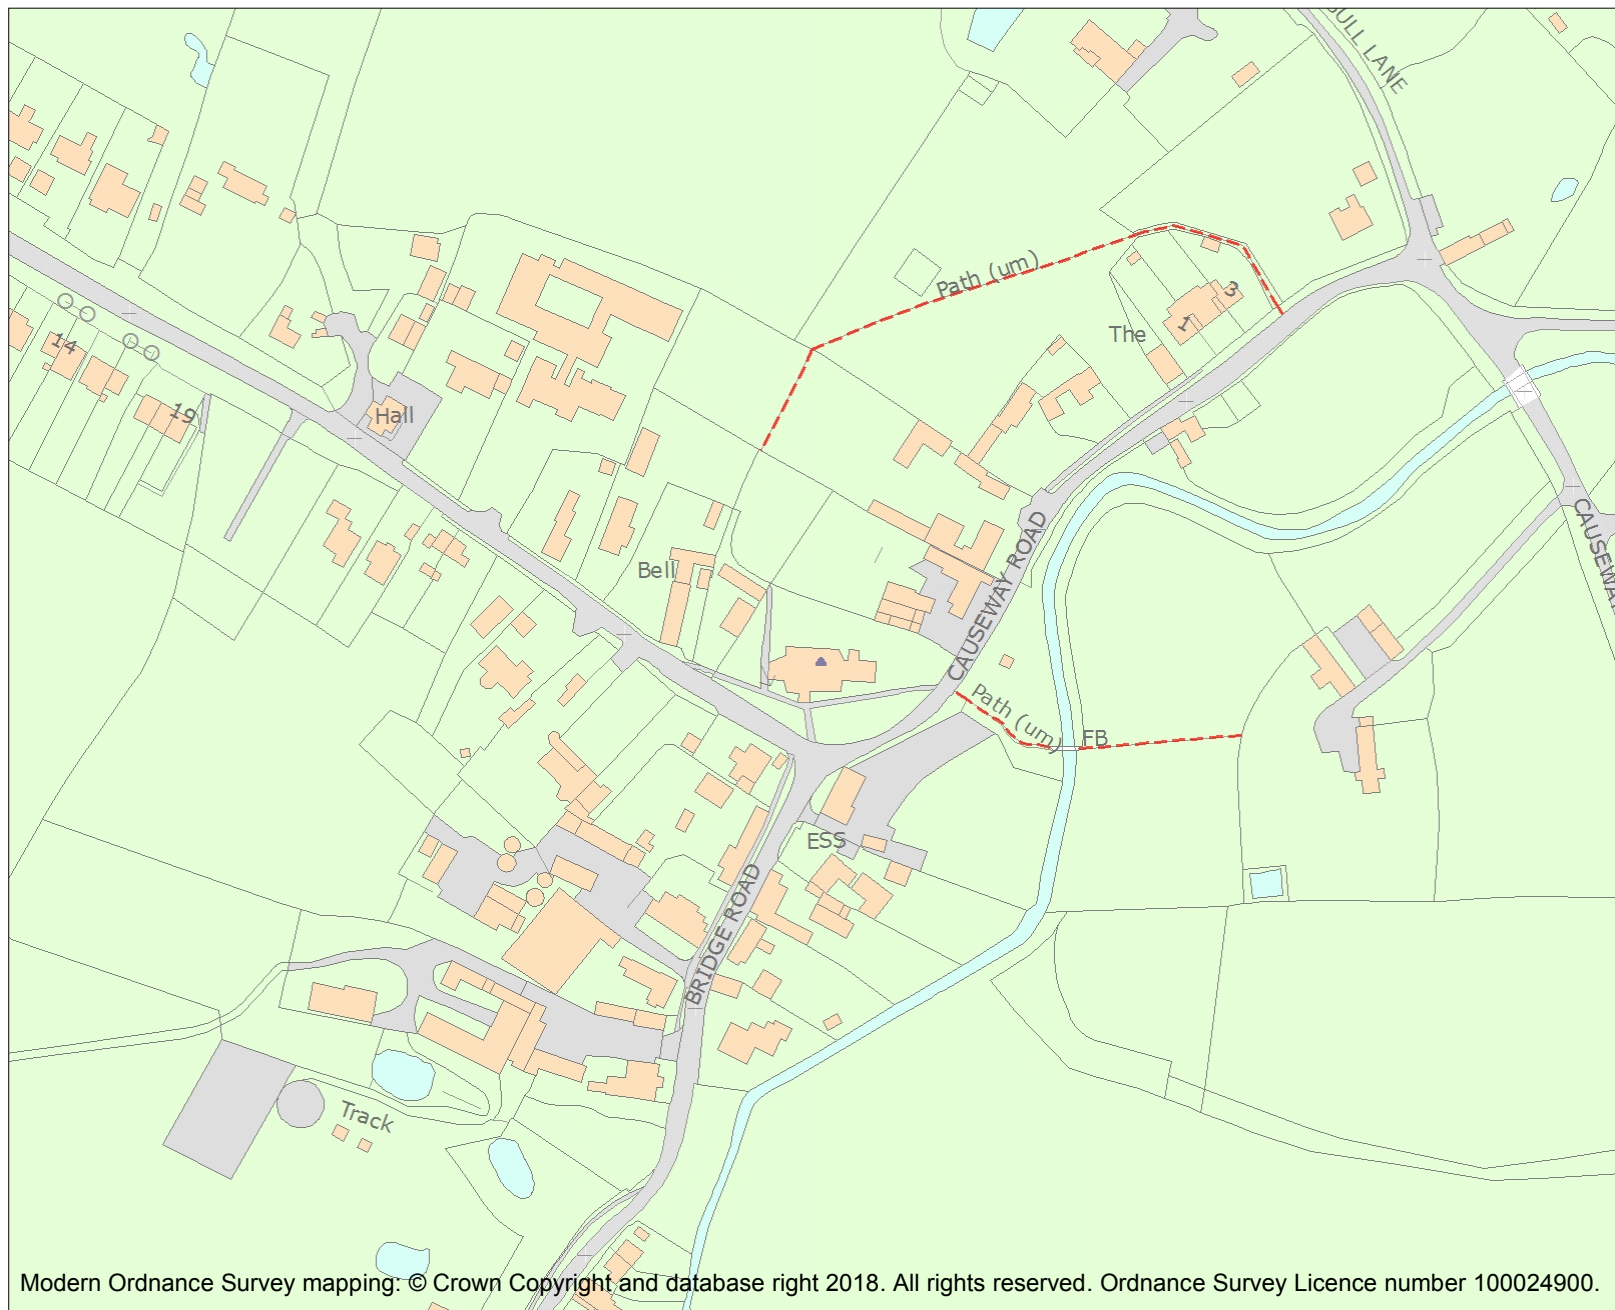 BULL LANE
Path (um)
3
1
The
14
19
Hall
CAUSEWAY ROAD
CAUSEWA
Bell
Path (um)
FB
ESS
BRIDGE ROAD
Track
Modern Ordnance Survey mapping: © Crown Copyright and database right 2018. All rights reserved. Ordnance Survey Licence number 100024900.